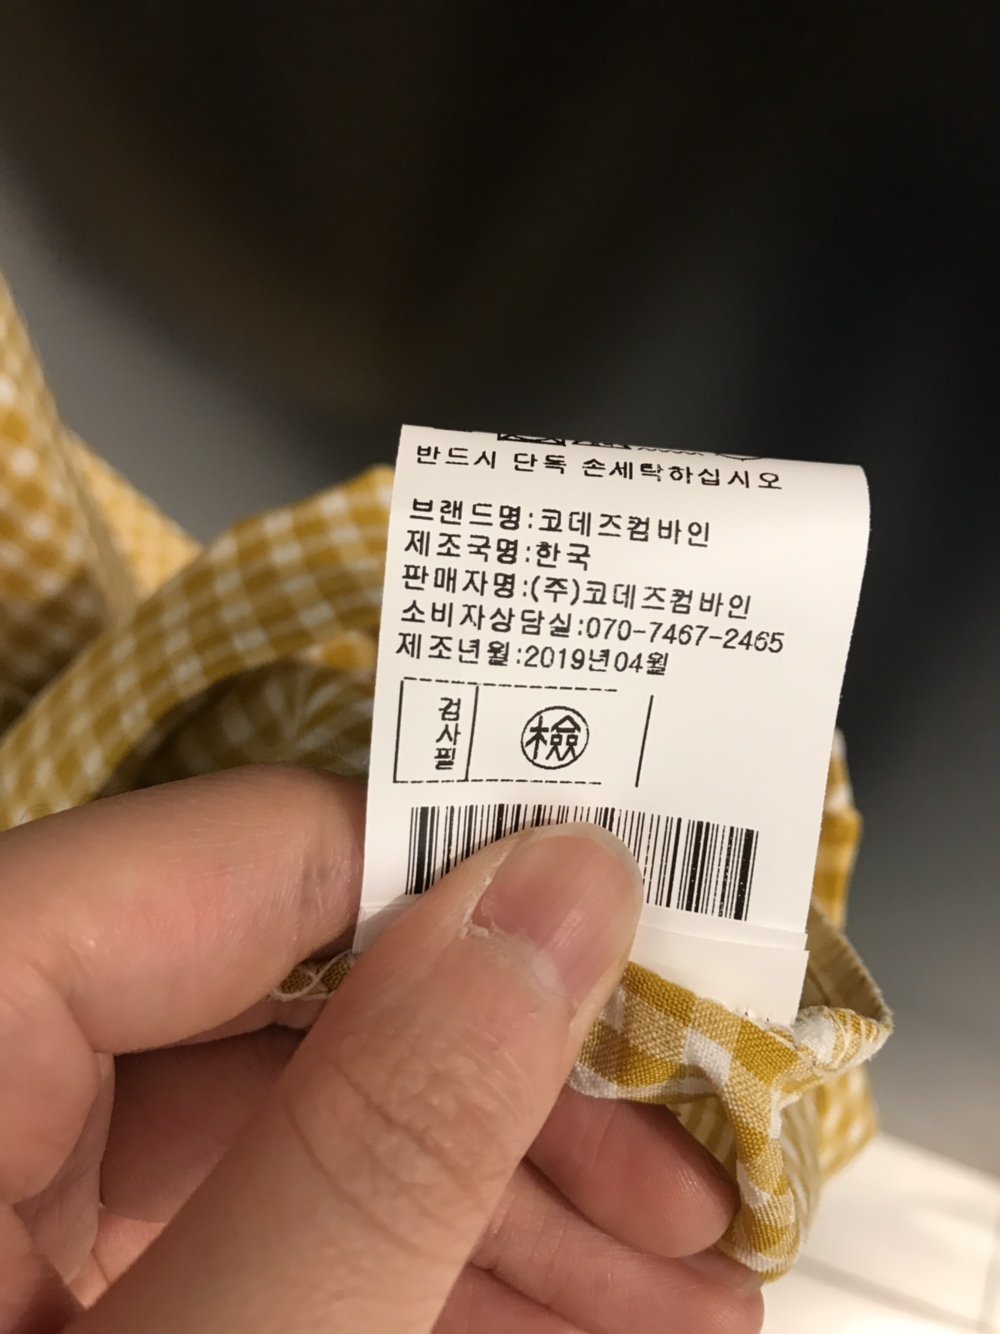 반드시 단독 손세탁하십시오
브랜드명:코데즈컴바인
제조국명:한국
판매자명:(주)코데즈컴바인
소비자상담실:070-7467-2465
제조년월:2019년04월
검사필
檢